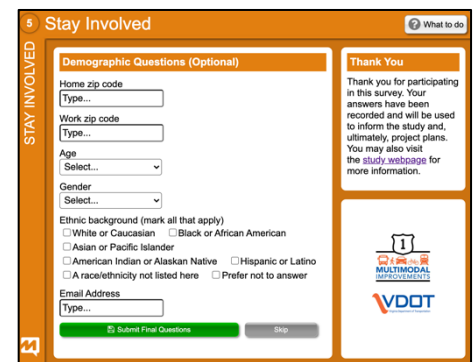 5 Stay Involved
What to do
STAY INVOLVED
Demographic Questions (Optional)
Home zip code
Type...
Work zip code
Type...
Age
Select...
Gender
Select...
Ethnic background (mark all that apply)
White or Caucasian Black or African American
Asian or Pacific Islander
American Indian or Alaskan Native Hispanic or Latino
A race/ethnicity not listed here Prefer not to answer
Email Address
Type...
Submit Final Questions Skip
Thank You
Thank you for participating
in this survey. Your
answers have been
recorded and will be used
to inform the study and,
ultimately, project plans.
You may also visit
the study webpage for
more information.
1
MULTIMODAL
IMPROVEMENTS
VDOT